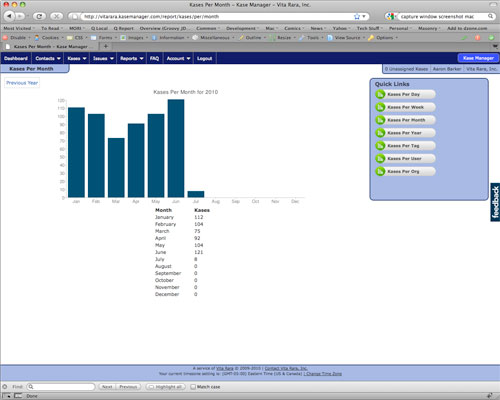 Kases Per Month – Kase Manager – Vita Rara, Inc.
http://vitarara.kasemanager.com/report/kases/per/month
capture window screenshot mac
Most Visited Trash MORI Q Local Q Record JDocs Overview (Groovy JD... Mac Comics News Yahoo Tech Stuff Personal Masonry Add to dzone.com
Disable Cookies CSS Forms Images Information Miscellaneous Outline Resize Tools View Source Options
Kases Per Month – Kase Manager ...
Dashboard Contacts Kases Issues Reports FAQ Account Logout Kase Manager
Kases Per Month 0 Unassigned Kases Aaron Barker Vita Rara, Inc.
Previous Year
Quick Links
Kases Per Day
Kases Per Week
Kases Per Month
Kases Per Year
Kases Per Tag
Kases Per User
Kases Per Org
feedback
Kases Per Month for 2010
120
110
100
90
80
70
60
50
40
30
20
10
0
Jan Feb Mar Apr May Jun Jul Aug Sep Oct Nov Dec
Month Kases
January 112
February 104
March 75
April 92
May 104
June 121
July 8
August 0
September 0
October 0
November 0
December 0
A service of Vita Rara © 2009-2010 | Contact Vita Rara, Inc.
Your current timezone setting is: (GMT-05:00) Eastern Time (US & Canada) | Change Time Zone
Find: Next Previous Highlight all Match case
Done